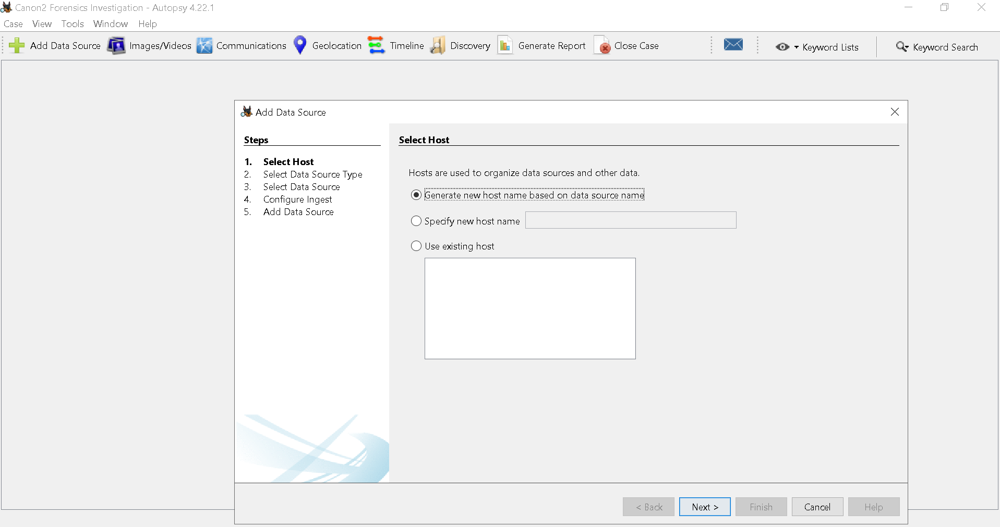 Canon2 Forensics Investigation - Autopsy 4.22.1
Case View Tools Window Help
Add Data Source Images/Videos Communications Geolocation Timeline Discovery Generate Report Close Case Keyword Lists Keyword Search
Add Data Source
Steps
1. Select Host
2. Select Data Source Type
3. Select Data Source
4. Configure Ingest
5. Add Data Source
Select Host
Hosts are used to organize data sources and other data.
Generate new host name based on data source name
Specify new host name
Use existing host
< Back Next > Finish Cancel Help